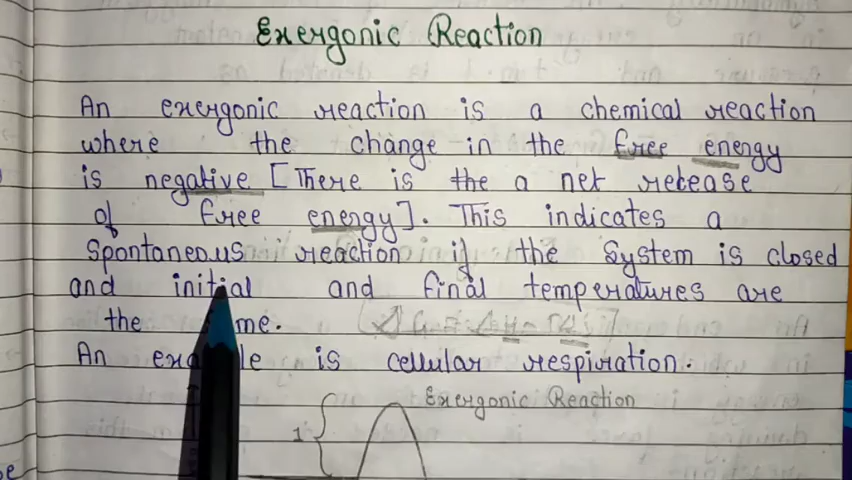 Exergonic Reaction
An exergonic reaction is a chemical reaction
where the change in the free energy
is negative [There is the a net release
of free energy]. This indicates a
spontaneous reaction if the system is closed
and initial and final temperatures are
the me.
An exa le is cellular respiration.
Exergonic Reaction
1